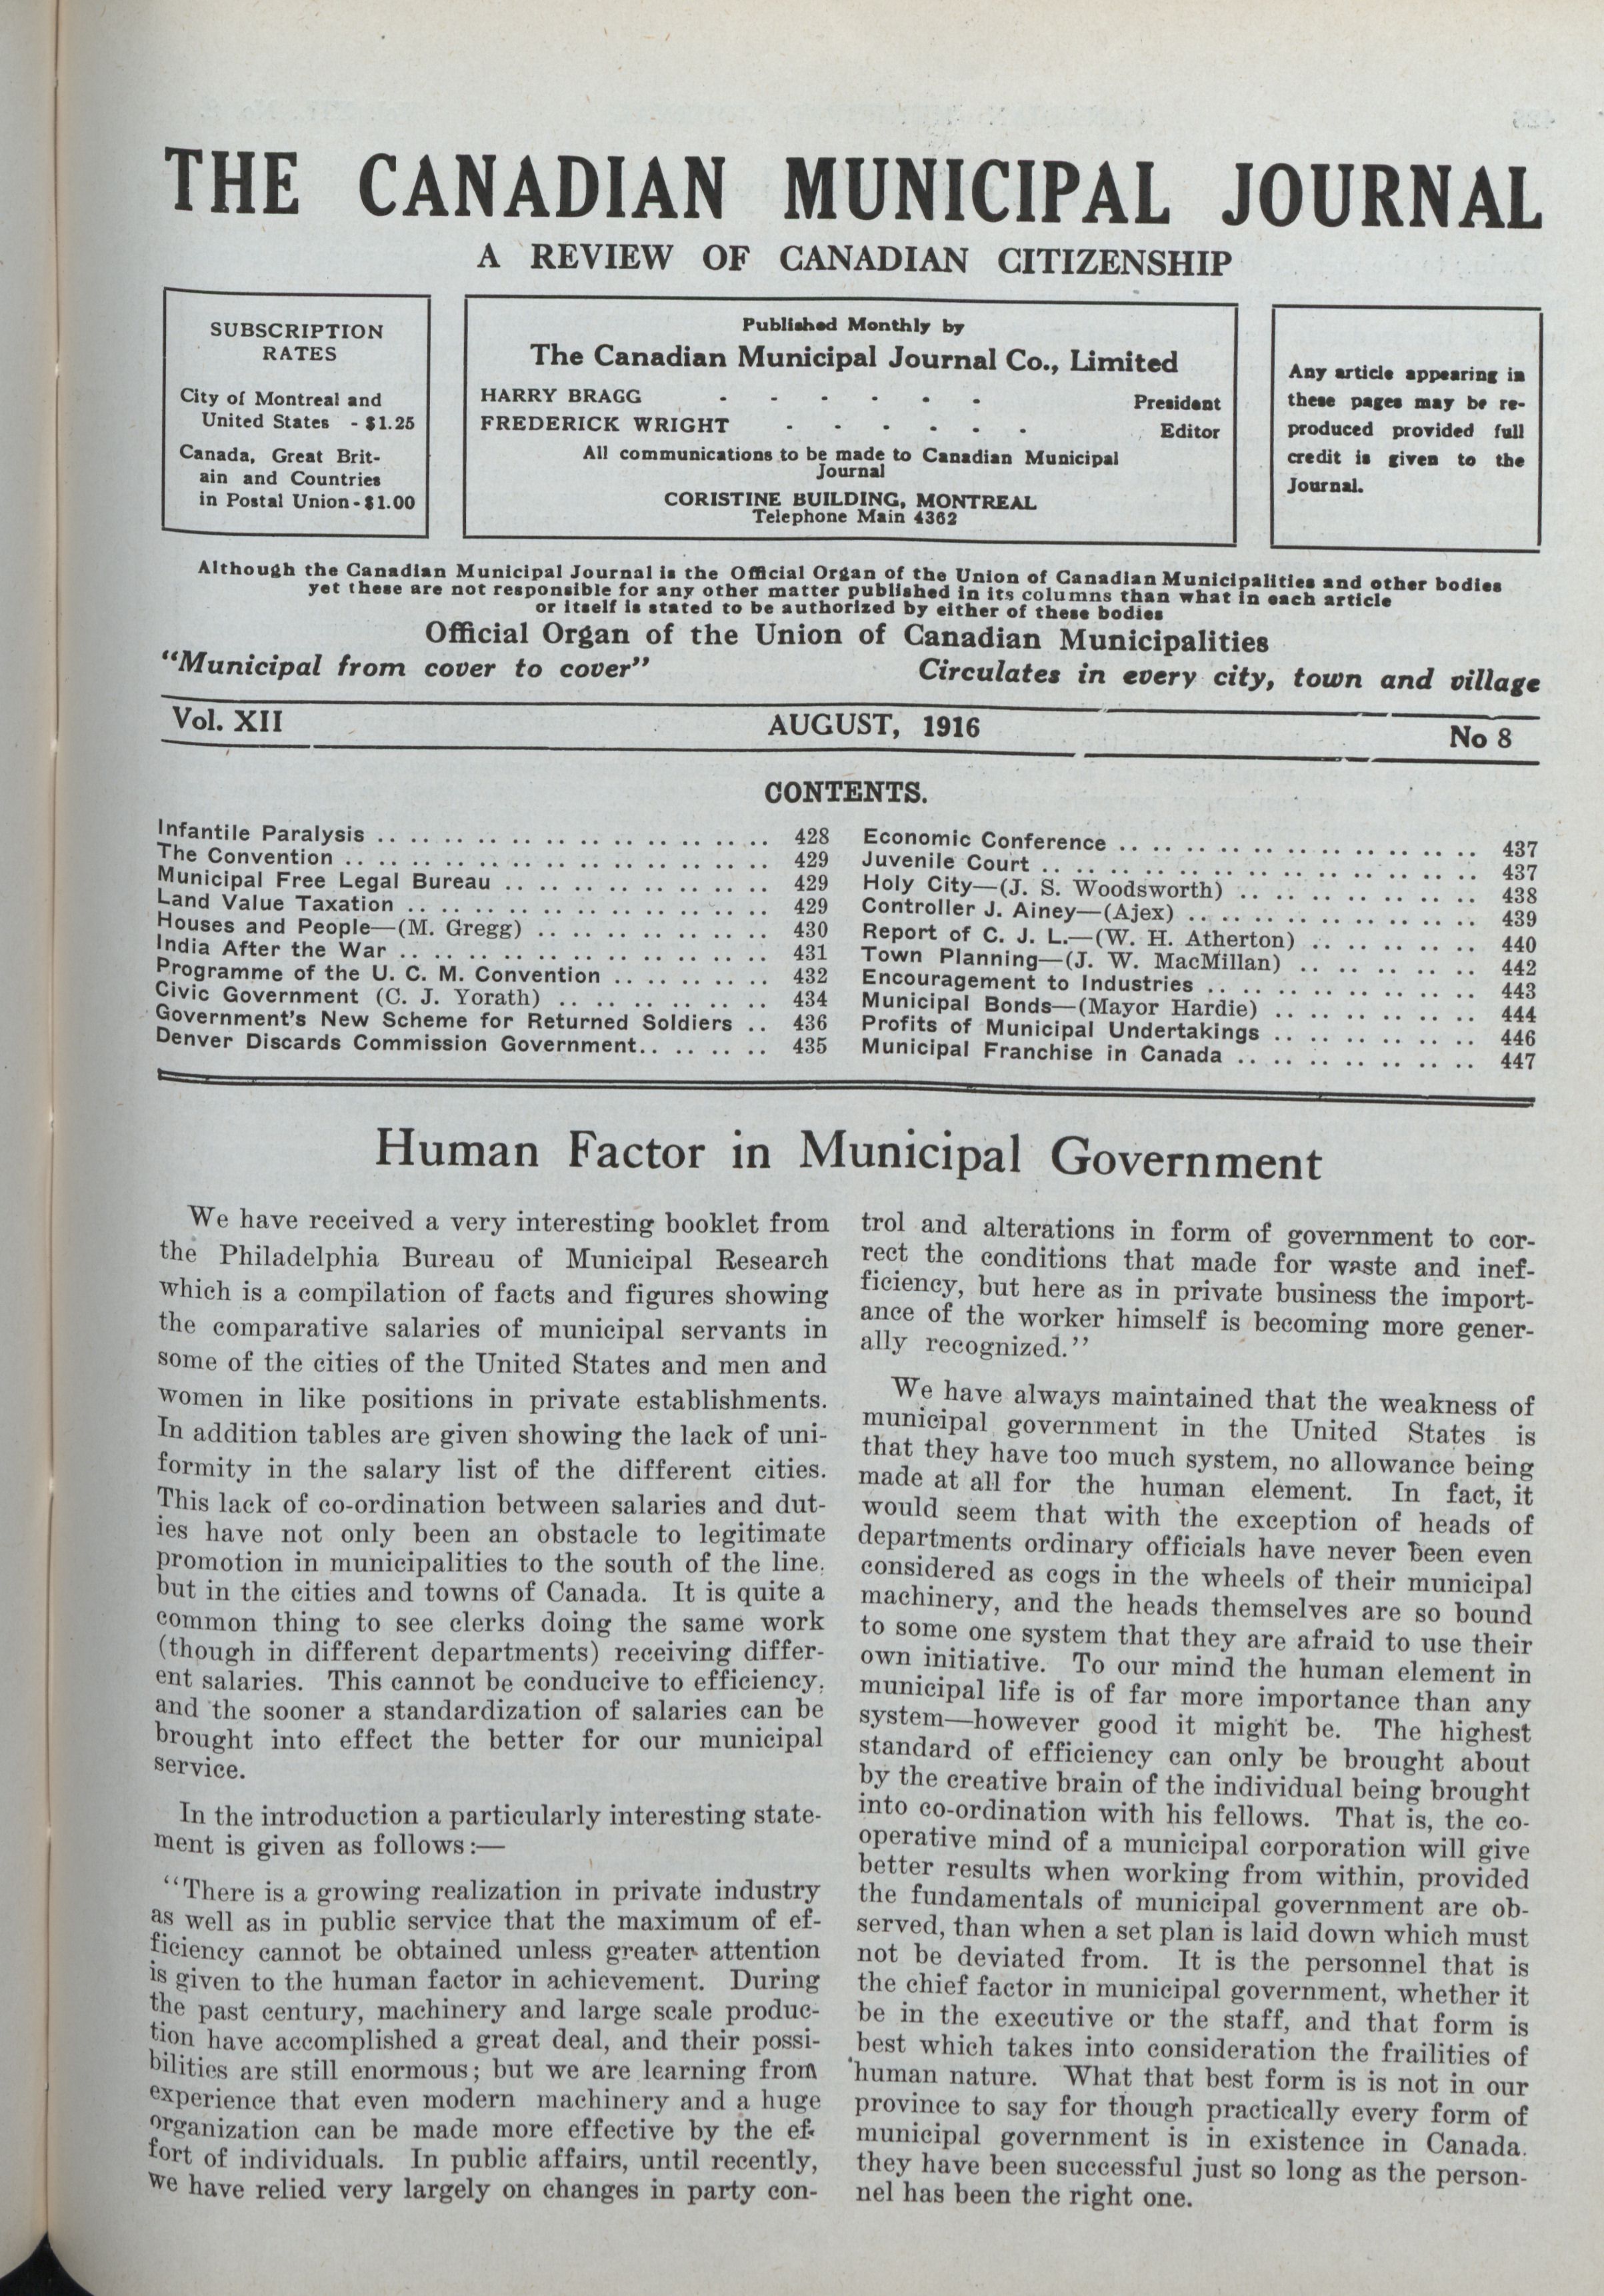 THE CANADIAN MUNICIPAL JOURNAL
A REVIEW OF CANADIAN CITIZENSHIP
SUBSCRIPTION
RATES
City of Montreal and
United States - $1.25
Canada, Great Brit-
ain and Countries
in Postal Union - $1.00
Published Monthly by
The Canadian Municipal Journal Co., Limited
HARRY BRAGG - - - - - - President
FREDERICK WRIGHT - - - - - - Editor
All communications to be made to Canadian Municipal
Journal
CORISTINE BUILDING, MONTREAL
Telephone Main 4362
Any article appearing in
these pages may be re-
produced provided full
credit is given to the
Journal.
Although the Canadian Municipal Journal is the Official Organ of the Union of Canadian Municipalities and other bodies
yet these are not responsible for any other matter published in its columns than what in each article
or itself is stated to be authorized by either of these bodies
Official Organ of the Union of Canadian Municipalities
"Municipal from cover to cover" Circulates in every city, town and village
Vol. XII AUGUST, 1916 No 8
CONTENTS.
Infantile Paralysis .. .. .. .. .. .. .. .. .. .. 428
The Convention .. .. .. .. .. .. .. .. .. .. .. 429
Municipal Free Legal Bureau .. .. .. .. .. .. .. 429
Land Value Taxation .. .. .. .. .. .. .. .. .. 429
Houses and People—(M. Gregg) .. .. .. .. .. .. 430
India After the War .. .. .. .. .. .. .. .. .. .. 431
Programme of the U. C. M. Convention .. .. .. .. 432
Civic Government (C. J. Yorath) .. .. .. .. .. .. 434
Government's New Scheme for Returned Soldiers .. 436
Denver Discards Commission Government.. .. .. .. 435
Economic Conference .. .. .. .. .. .. .. .. .. 437
Juvenile Court .. .. .. .. .. .. .. .. .. .. .. 437
Holy City—(J. S. Woodsworth) .. .. .. .. .. .. 438
Controller J. Ainey—(Ajex) .. .. .. .. .. .. .. 439
Report of C. J. L.—(W. H. Atherton) .. .. .. .. 440
Town Planning—(J. W. MacMillan) .. .. .. .. .. 442
Encouragement to Industries .. .. .. .. .. .. .. 443
Municipal Bonds—(Mayor Hardie) .. .. .. .. .. 444
Profits of Municipal Undertakings .. .. .. .. .. 446
Municipal Franchise in Canada .. .. .. .. .. .. 447
Human Factor in Municipal Government
We have received a very interesting booklet from
the Philadelphia Bureau of Municipal Research
which is a compilation of facts and figures showing
the comparative salaries of municipal servants in
some of the cities of the United States and men and
women in like positions in private establishments.
In addition tables are given showing the lack of uni-
formity in the salary list of the different cities.
This lack of co-ordination between salaries and dut-
ies have not only been an obstacle to legitimate
promotion in municipalities to the south of the line,
but in the cities and towns of Canada. It is quite a
common thing to see clerks doing the same work
(though in different departments) receiving differ-
ent salaries. This cannot be conducive to efficiency,
and the sooner a standardization of salaries can be
brought into effect the better for our municipal
service.
In the introduction a particularly interesting state-
ment is given as follows:—
"There is a growing realization in private industry
as well as in public service that the maximum of ef-
ficiency cannot be obtained unless greater attention
is given to the human factor in achievement. During
the past century, machinery and large scale produc-
tion have accomplished a great deal, and their possi-
bilities are still enormous; but we are learning from
experience that even modern machinery and a huge
organization can be made more effective by the ef-
fort of individuals. In public affairs, until recently,
we have relied very largely on changes in party con-
trol and alterations in form of government to cor-
rect the conditions that made for waste and inef-
ficiency, but here as in private business the import-
ance of the worker himself is becoming more gener-
ally recognized."
We have always maintained that the weakness of
municipal government in the United States is
that they have too much system, no allowance being
made at all for the human element. In fact, it
would seem that with the exception of heads of
departments ordinary officials have never been even
considered as cogs in the wheels of their municipal
machinery, and the heads themselves are so bound
to some one system that they are afraid to use their
own initiative. To our mind the human element in
municipal life is of far more importance than any
system—however good it might be. The highest
standard of efficiency can only be brought about
by the creative brain of the individual being brought
into co-ordination with his fellows. That is, the co-
operative mind of a municipal corporation will give
better results when working from within, provided
the fundamentals of municipal government are ob-
served, than when a set plan is laid down which must
not be deviated from. It is the personnel that is
the chief factor in municipal government, whether it
be in the executive or the staff, and that form is
best which takes into consideration the frailities of
human nature. What that best form is is not in our
province to say for though practically every form of
municipal government is in existence in Canada.
they have been successful just so long as the person-
nel has been the right one.